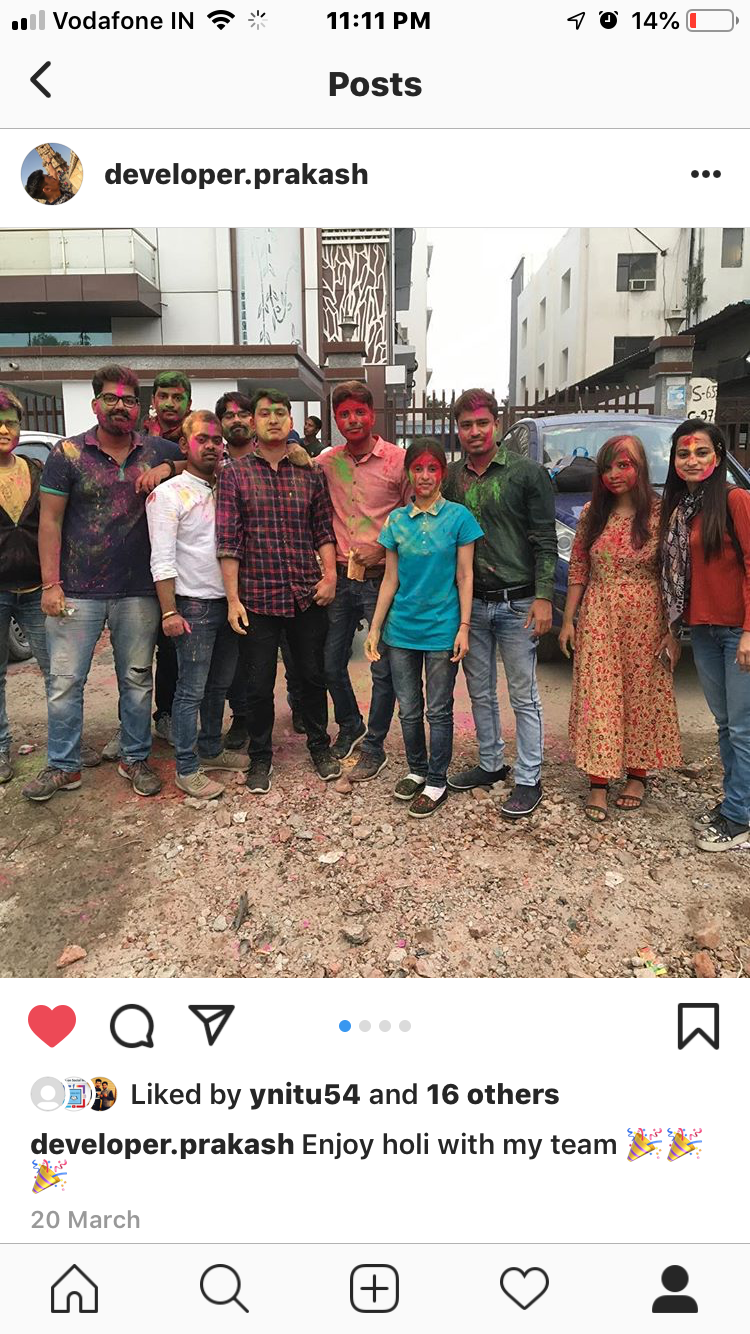 Vodafone IN 11:11 PM 14%
Posts
developer.prakash
S-65
Liked by ynitu54 and 16 others
developer.prakash Enjoy holi with my team 🎉🎉
🎉
20 March